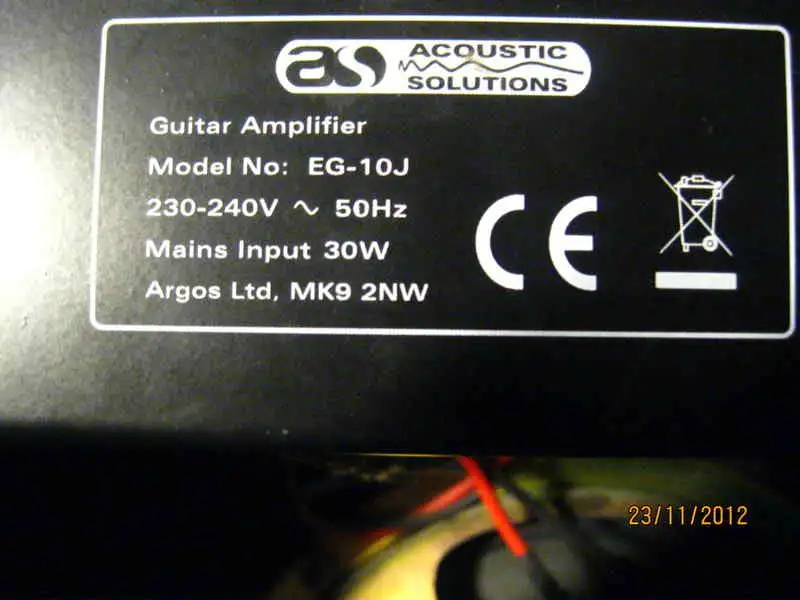 as ACOUSTIC
SOLUTIONS
Guitar Amplifier
Model No: EG-10J
230-240V ~ 50Hz
Mains Input 30W
Argos Ltd, MK9 2NW
CE
23/11/2012